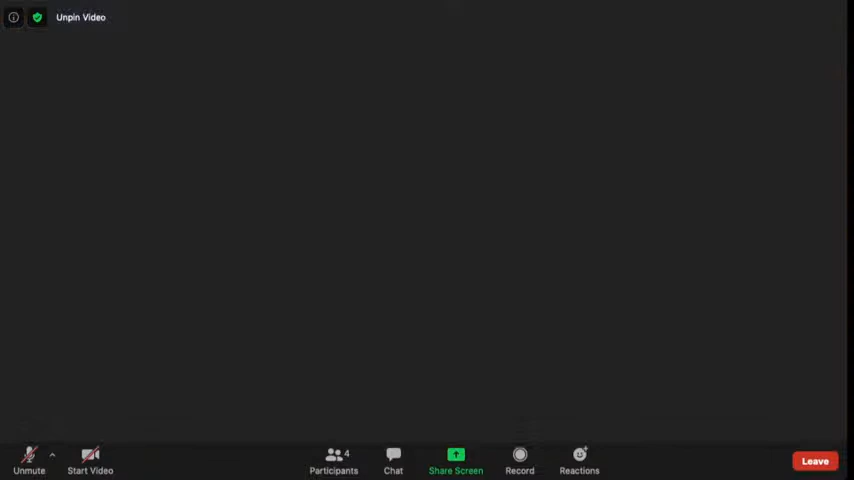 Unpin Video
4
Unmute
Start Video
Participants
Chat
Share Screen
Record
Reactions
Leave